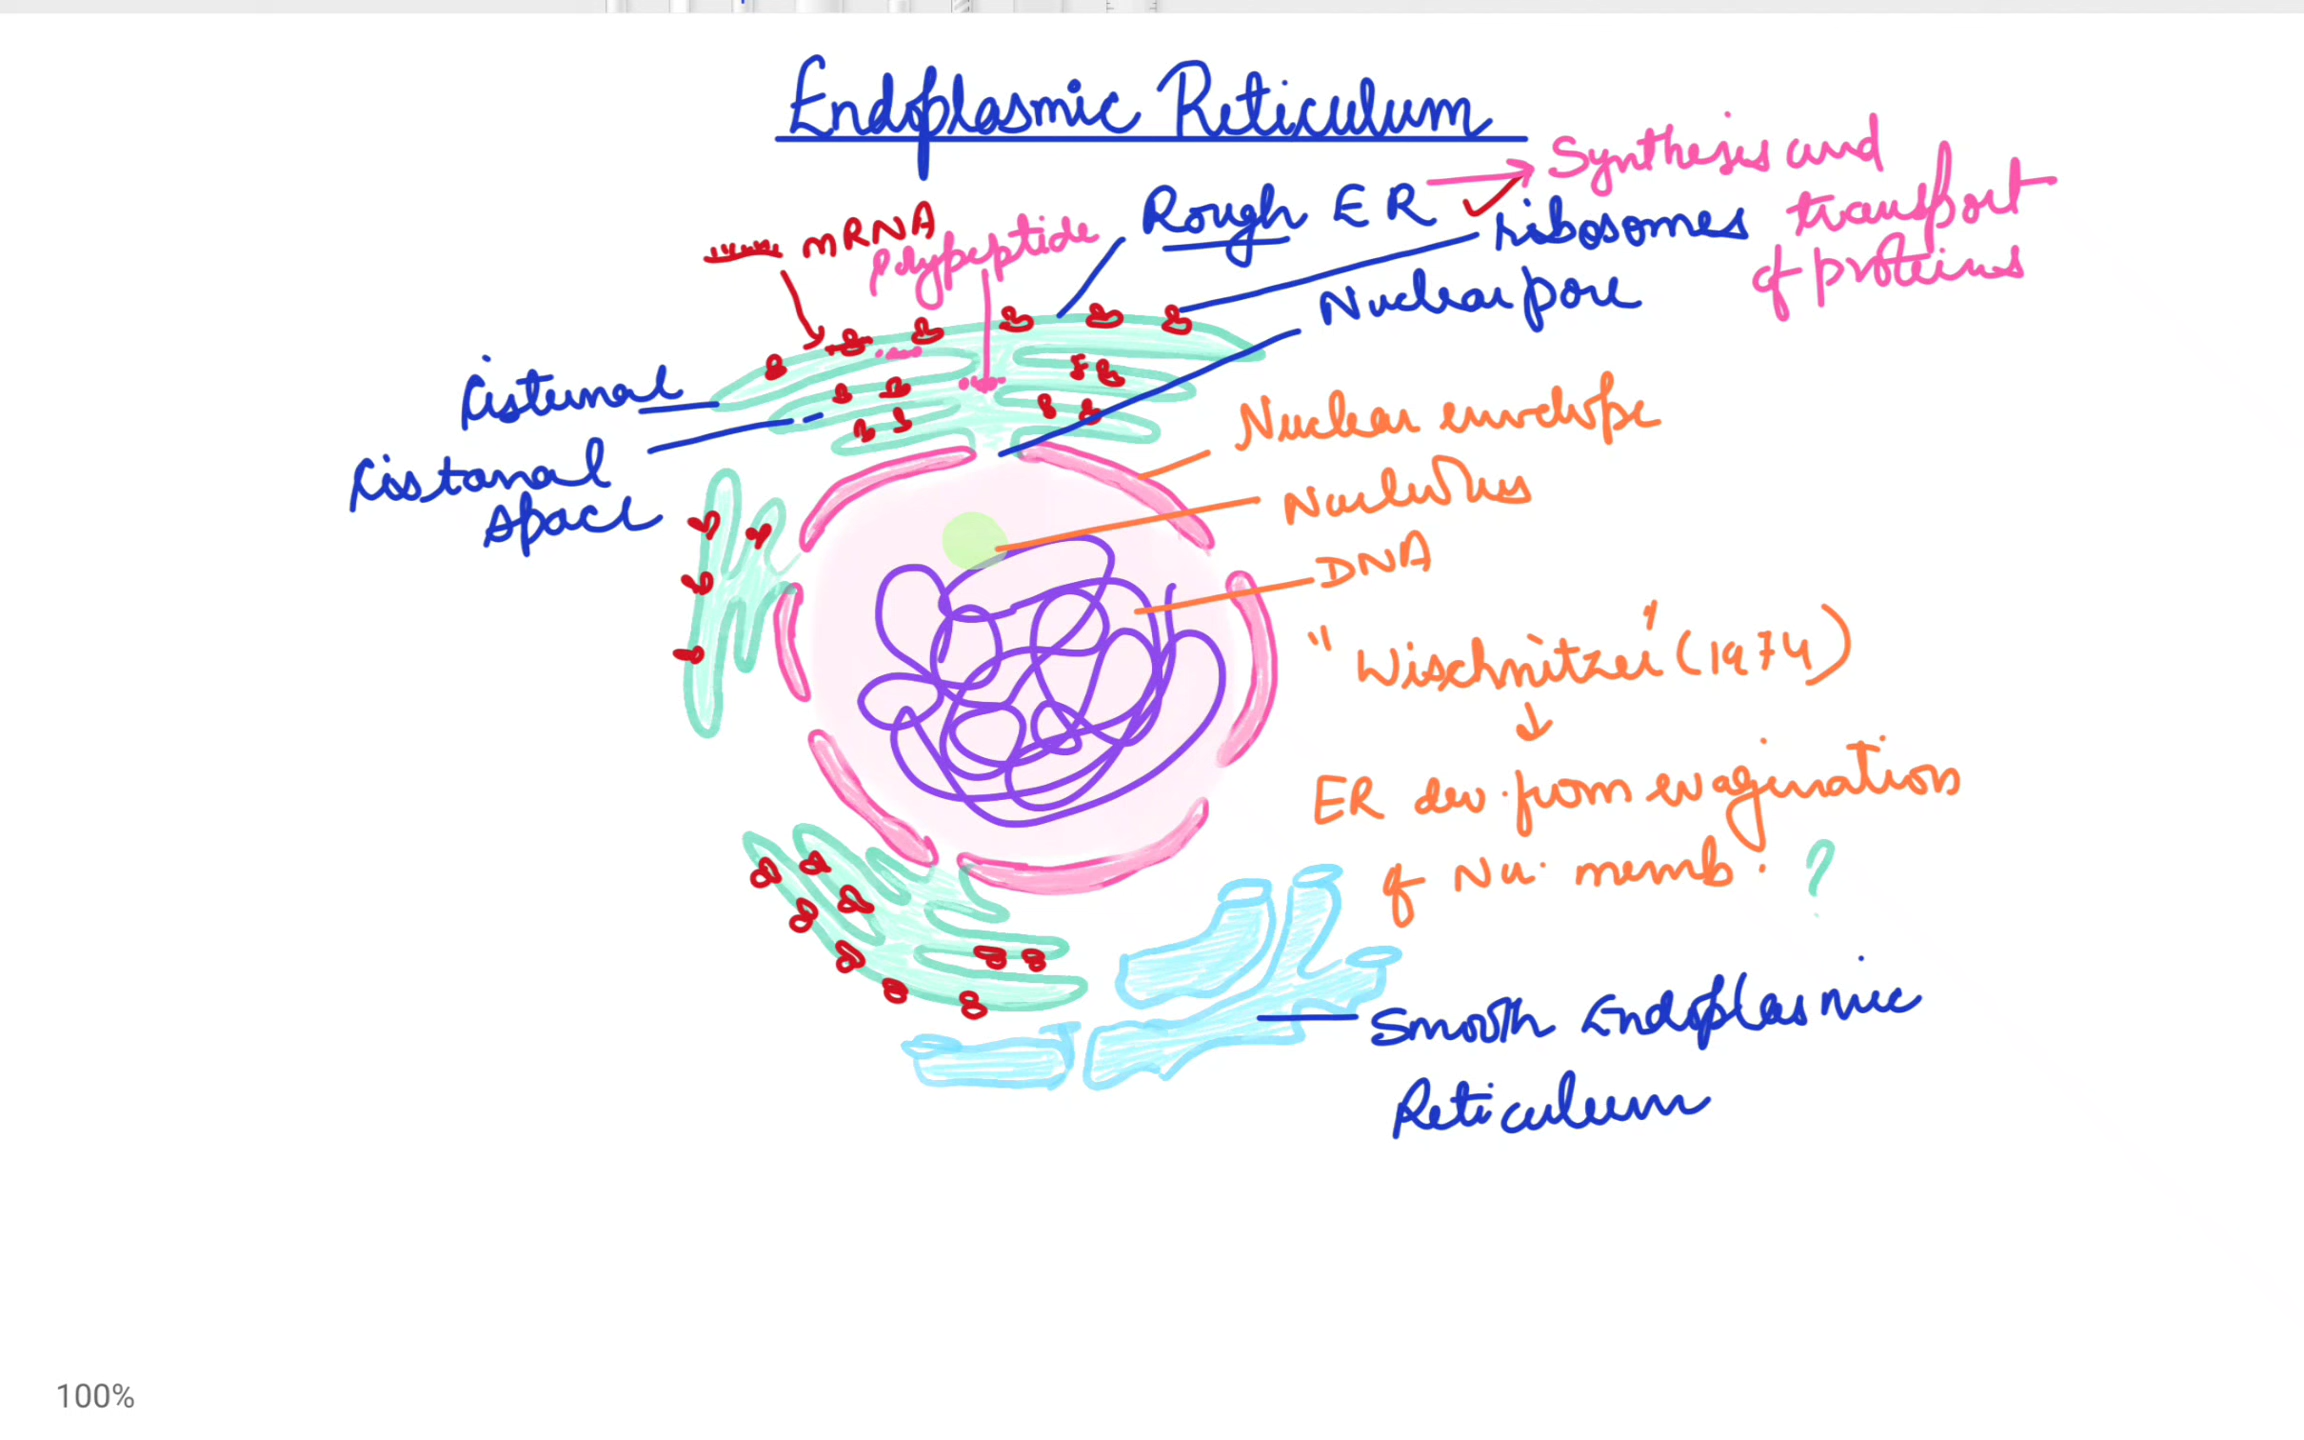 Endoplasmic Reticulum
Rough ER → Synthesis and
transport
of proteins
mRNA
Polypeptide
ribosomes
Nuclear pore
Cisternal
Cisternal
space
Nuclear envelope
Nucleolus
DNA
"Wischnitzer" (1974)
↓
ER dev. from evagination
of Nu. memb. ?
Smooth Endoplasmic
Reticulum
100%